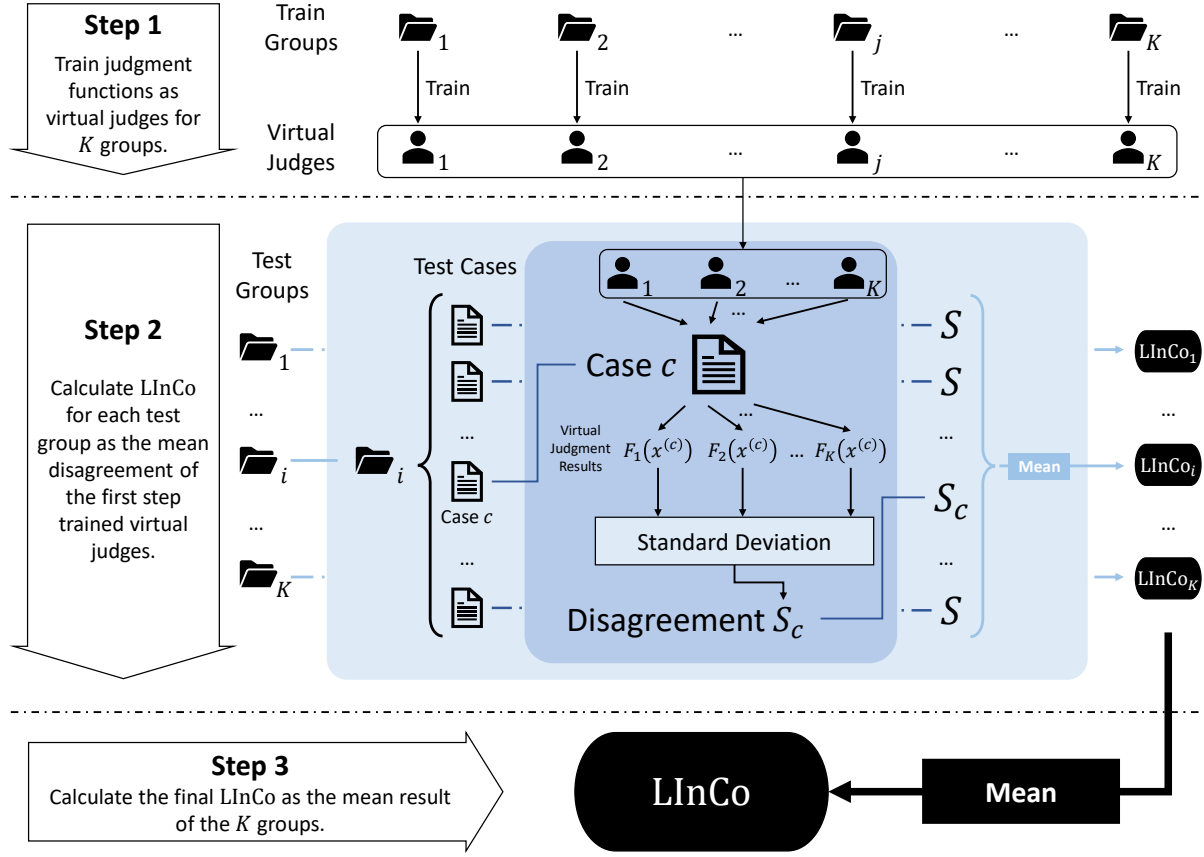 Step 1
Train judgment
functions as
virtual judges for
K groups.
Train
Groups
1
2
...
j
...
K
Train
Train
Train
Train
Virtual
Judges
1
2
...
j
...
K
Step 2
Calculate LInCo
for each test
group as the mean
disagreement of
the first step
trained virtual
judges.
Test
Groups
1
...
i
...
K
i
Test Cases
...
Case c
...
1
2
...
K
...
Case c
...
Virtual
Judgment
Results
F₁(x⁽ᶜ⁾) F₂(x⁽ᶜ⁾) ... F_K(x⁽ᶜ⁾)
Standard Deviation
Disagreement S_c
S
S
...
S_c
...
S
Mean
LInCo₁
...
LInCoᵢ
...
LInCo_K
Step 3
Calculate the final LInCo as the mean result
of the K groups.
LInCo
Mean